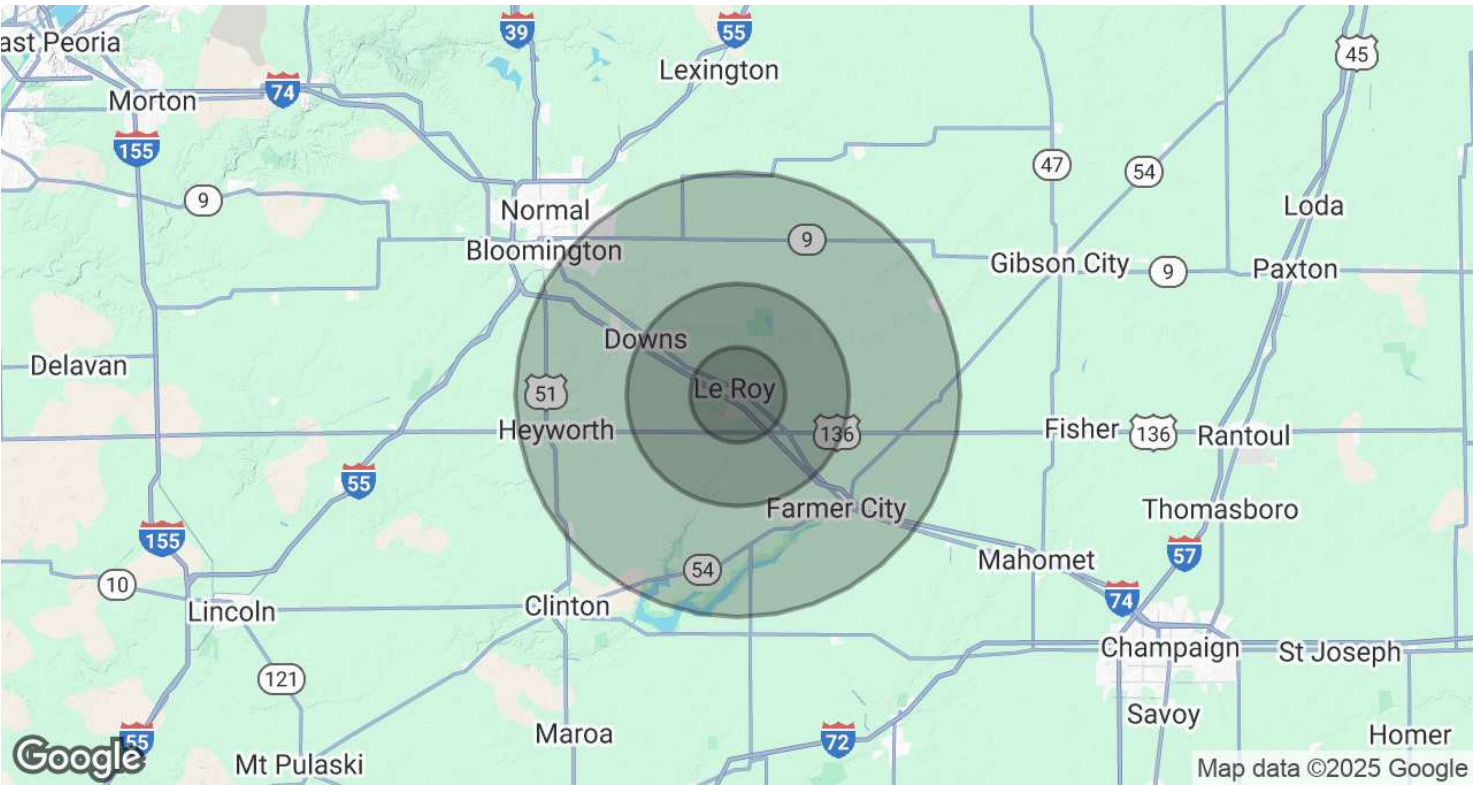 39
55
45
ast Peoria
Lexington
74
Morton
155
47
54
9
Normal
Loda
9
Bloomington
Gibson City
9
Paxton
Downs
Delavan
Le Roy
51
Heyworth
136
Fisher
136
Rantoul
55
Farmer City
Thomasboro
155
57
Mahomet
54
10
74
Clinton
Lincoln
Champaign
St Joseph
121
Savoy
Maroa
Homer
55
72
Google
Mt Pulaski
Map data ©2025 Google